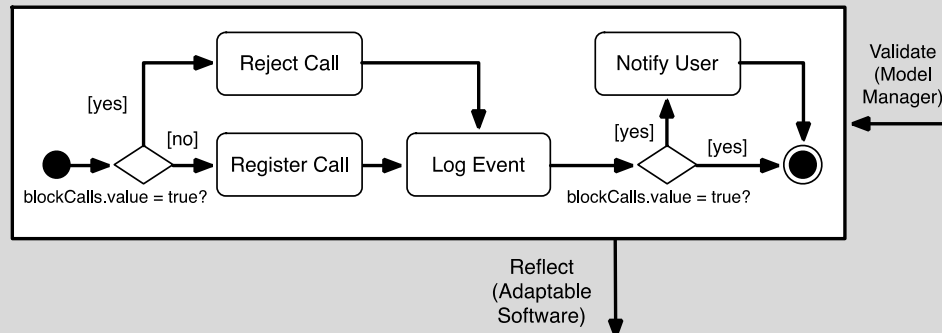 Reject Call
Notify User
Validate
(Model
Manager)
[yes]
[no]
[yes]
[yes]
Register Call
Log Event
blockCalls.value = true?
blockCalls.value = true?
Reflect
(Adaptable
Software)